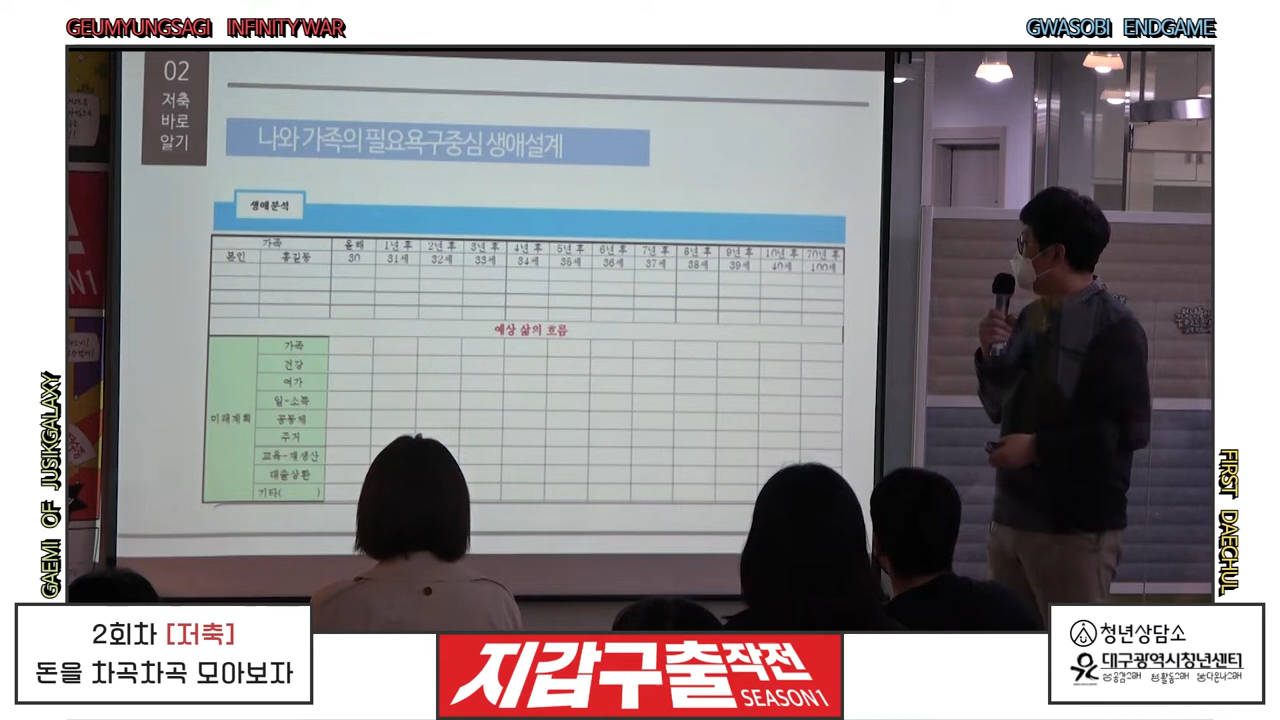 GEUMYUNGSAGI INFINITY WAR
GWASOBI ENDGAME
02
저축
바로
알기
나와 가족의 필요욕구중심 생애설계
생애분석
가족 올해 1년 후 2년 후 3년 후 4년 후 5년 후 6년 후 7년 후 8년 후 9년 후 10년 후 70년 후
본인 홍길동 30 31세 32세 33세 34세 35세 36세 37세 38세 39세 40세 100세
예상 삶의 흐름
미래계획
가족
건강
여가
일-소득
공동체
주거
교육-재생산
대출상환
기타( )
N1
GAEMI OF JUSIKGALAXY
FIRST DAECHUL
2회차 [저축]
돈을 차곡차곡 모아보자
지갑구출작전
SEASON1
청년상담소
대구광역시청년센터